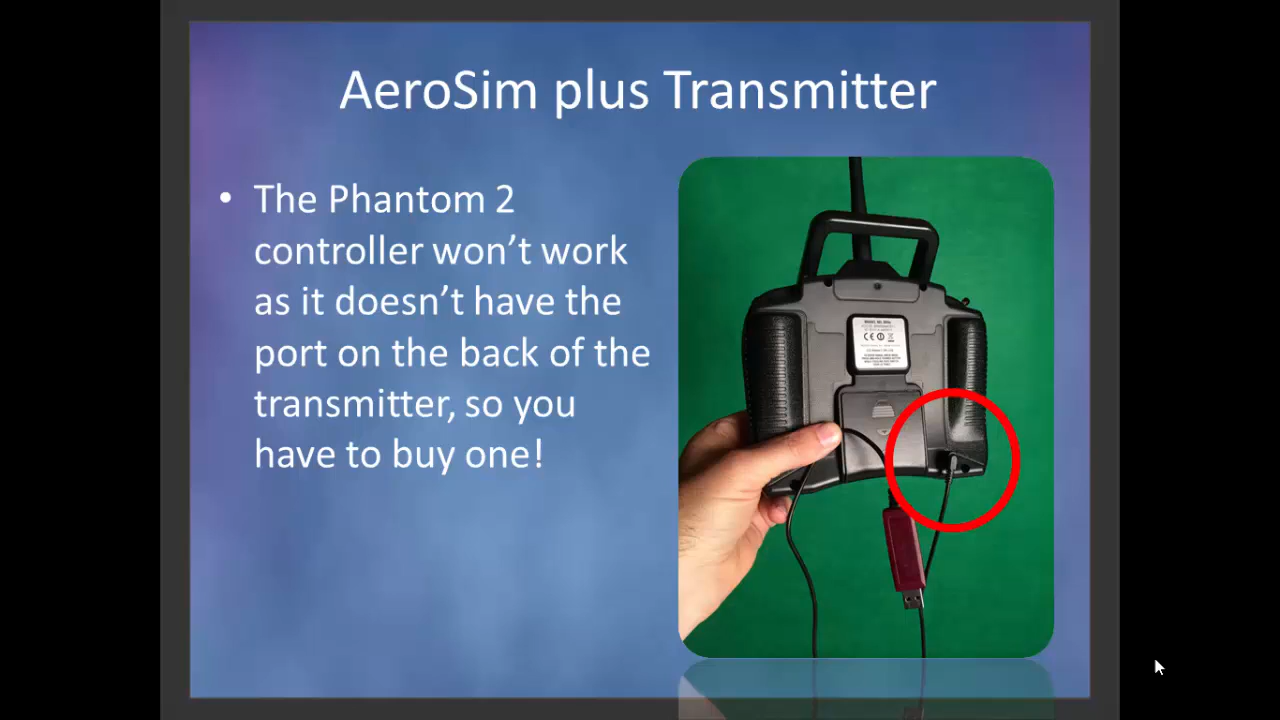 AeroSim plus Transmitter
• The Phantom 2
controller won’t work
as it doesn’t have the
port on the back of the
transmitter, so you
have to buy one!